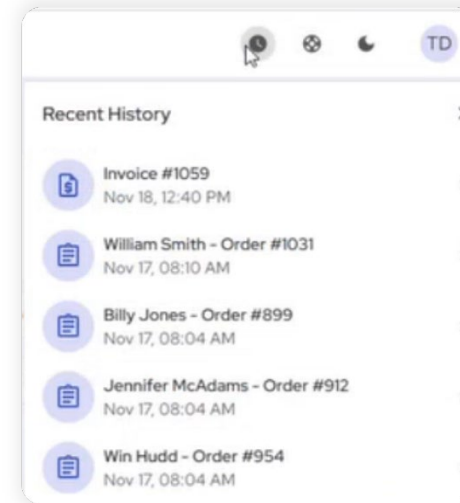 TD
Recent History
Invoice #1059
Nov 18, 12:40 PM
William Smith - Order #1031
Nov 17, 08:10 AM
Billy Jones - Order #899
Nov 17, 08:04 AM
Jennifer McAdams - Order #912
Nov 17, 08:04 AM
Win Hudd - Order #954
Nov 17, 08:04 AM